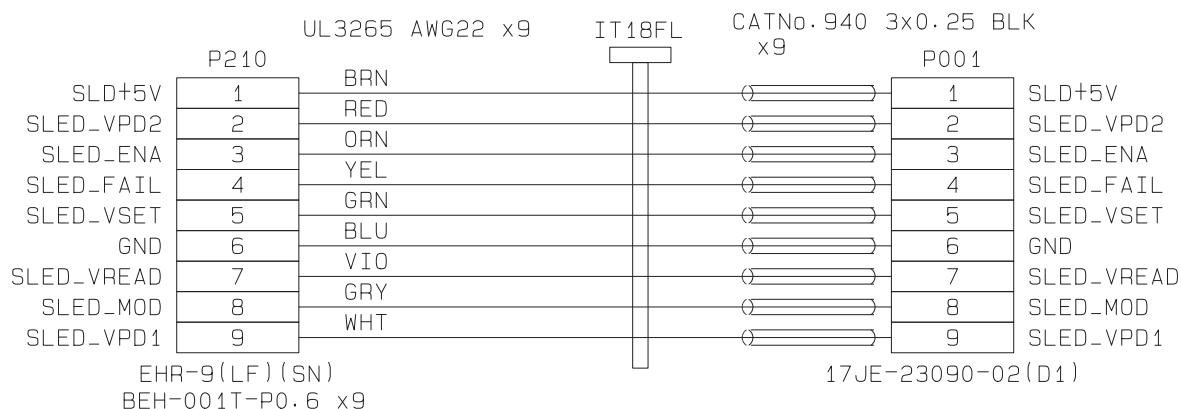 UL3265 AWG22 x9
IT18FL
CATNo.940 3x0.25 BLK
x9
P210
P001
SLD+5V 1 BRN 1 SLD+5V
SLED_VPD2 2 RED 2 SLED_VPD2
SLED_ENA 3 ORN 3 SLED_ENA
SLED_FAIL 4 YEL 4 SLED_FAIL
SLED_VSET 5 GRN 5 SLED_VSET
GND 6 BLU 6 GND
SLED_VREAD 7 VIO 7 SLED_VREAD
SLED_MOD 8 GRY 8 SLED_MOD
SLED_VPD1 9 WHT 9 SLED_VPD1
EHR-9(LF)(SN)
BEH-001T-P0.6 x9
17JE-23090-02(D1)